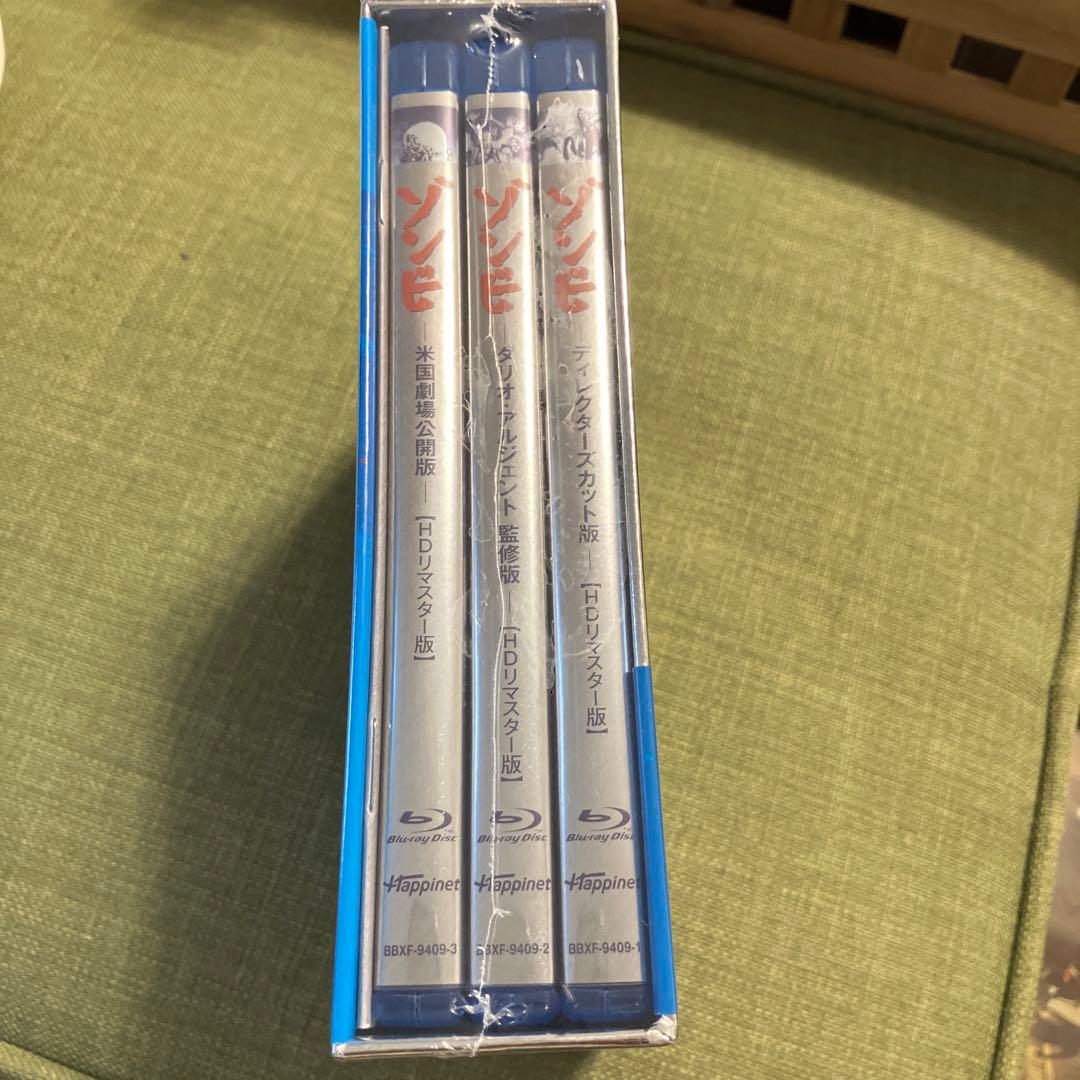 ゾンビ
―米国劇場公開版―【HDリマスター版】
Blu-ray Disc
Happinet
BBXF-9409-3
ゾンビ
―ダリオ・アルジェント 監修版―【HDリマスター版】
Blu-ray Disc
Happinet
BBXF-9409-2
ゾンビ
―ディレクターズカット版―【HDリマスター版】
Blu-ray Disc
Happinet
BBXF-9409-1